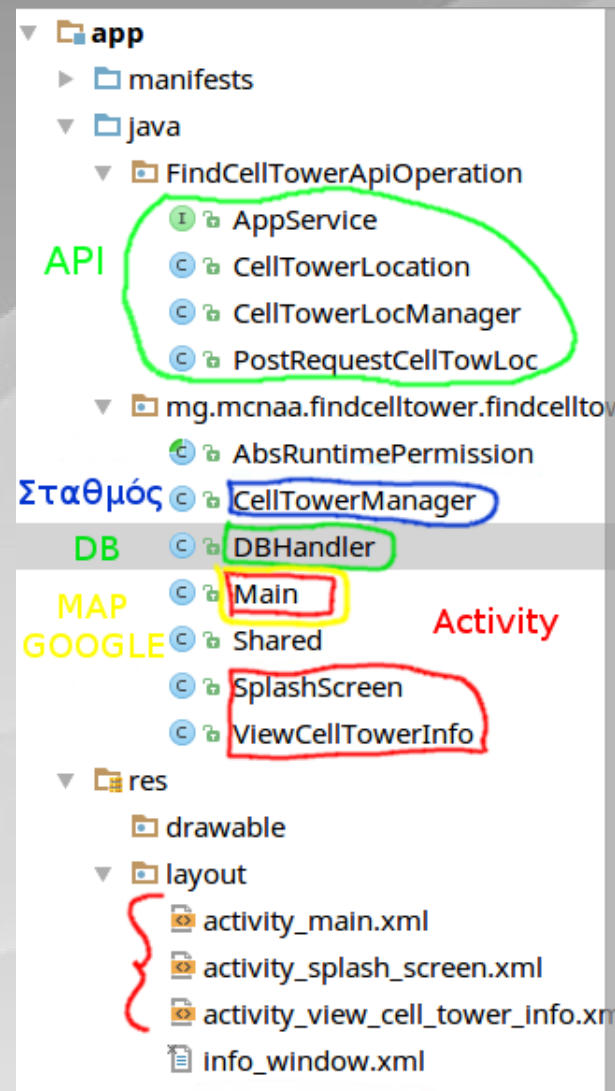 app
manifests
java
FindCellTowerApiOperation
AppService
API
CellTowerLocation
CellTowerLocManager
PostRequestCellTowLoc
mg.mcnaa.findcelltower.findcelltow
AbsRuntimePermission
Σταθμός CellTowerManager
DB DBHandler
MAP Main
GOOGLE Shared
Activity
SplashScreen
ViewCellTowerInfo
res
drawable
layout
activity_main.xml
activity_splash_screen.xml
activity_view_cell_tower_info.xm
info_window.xml